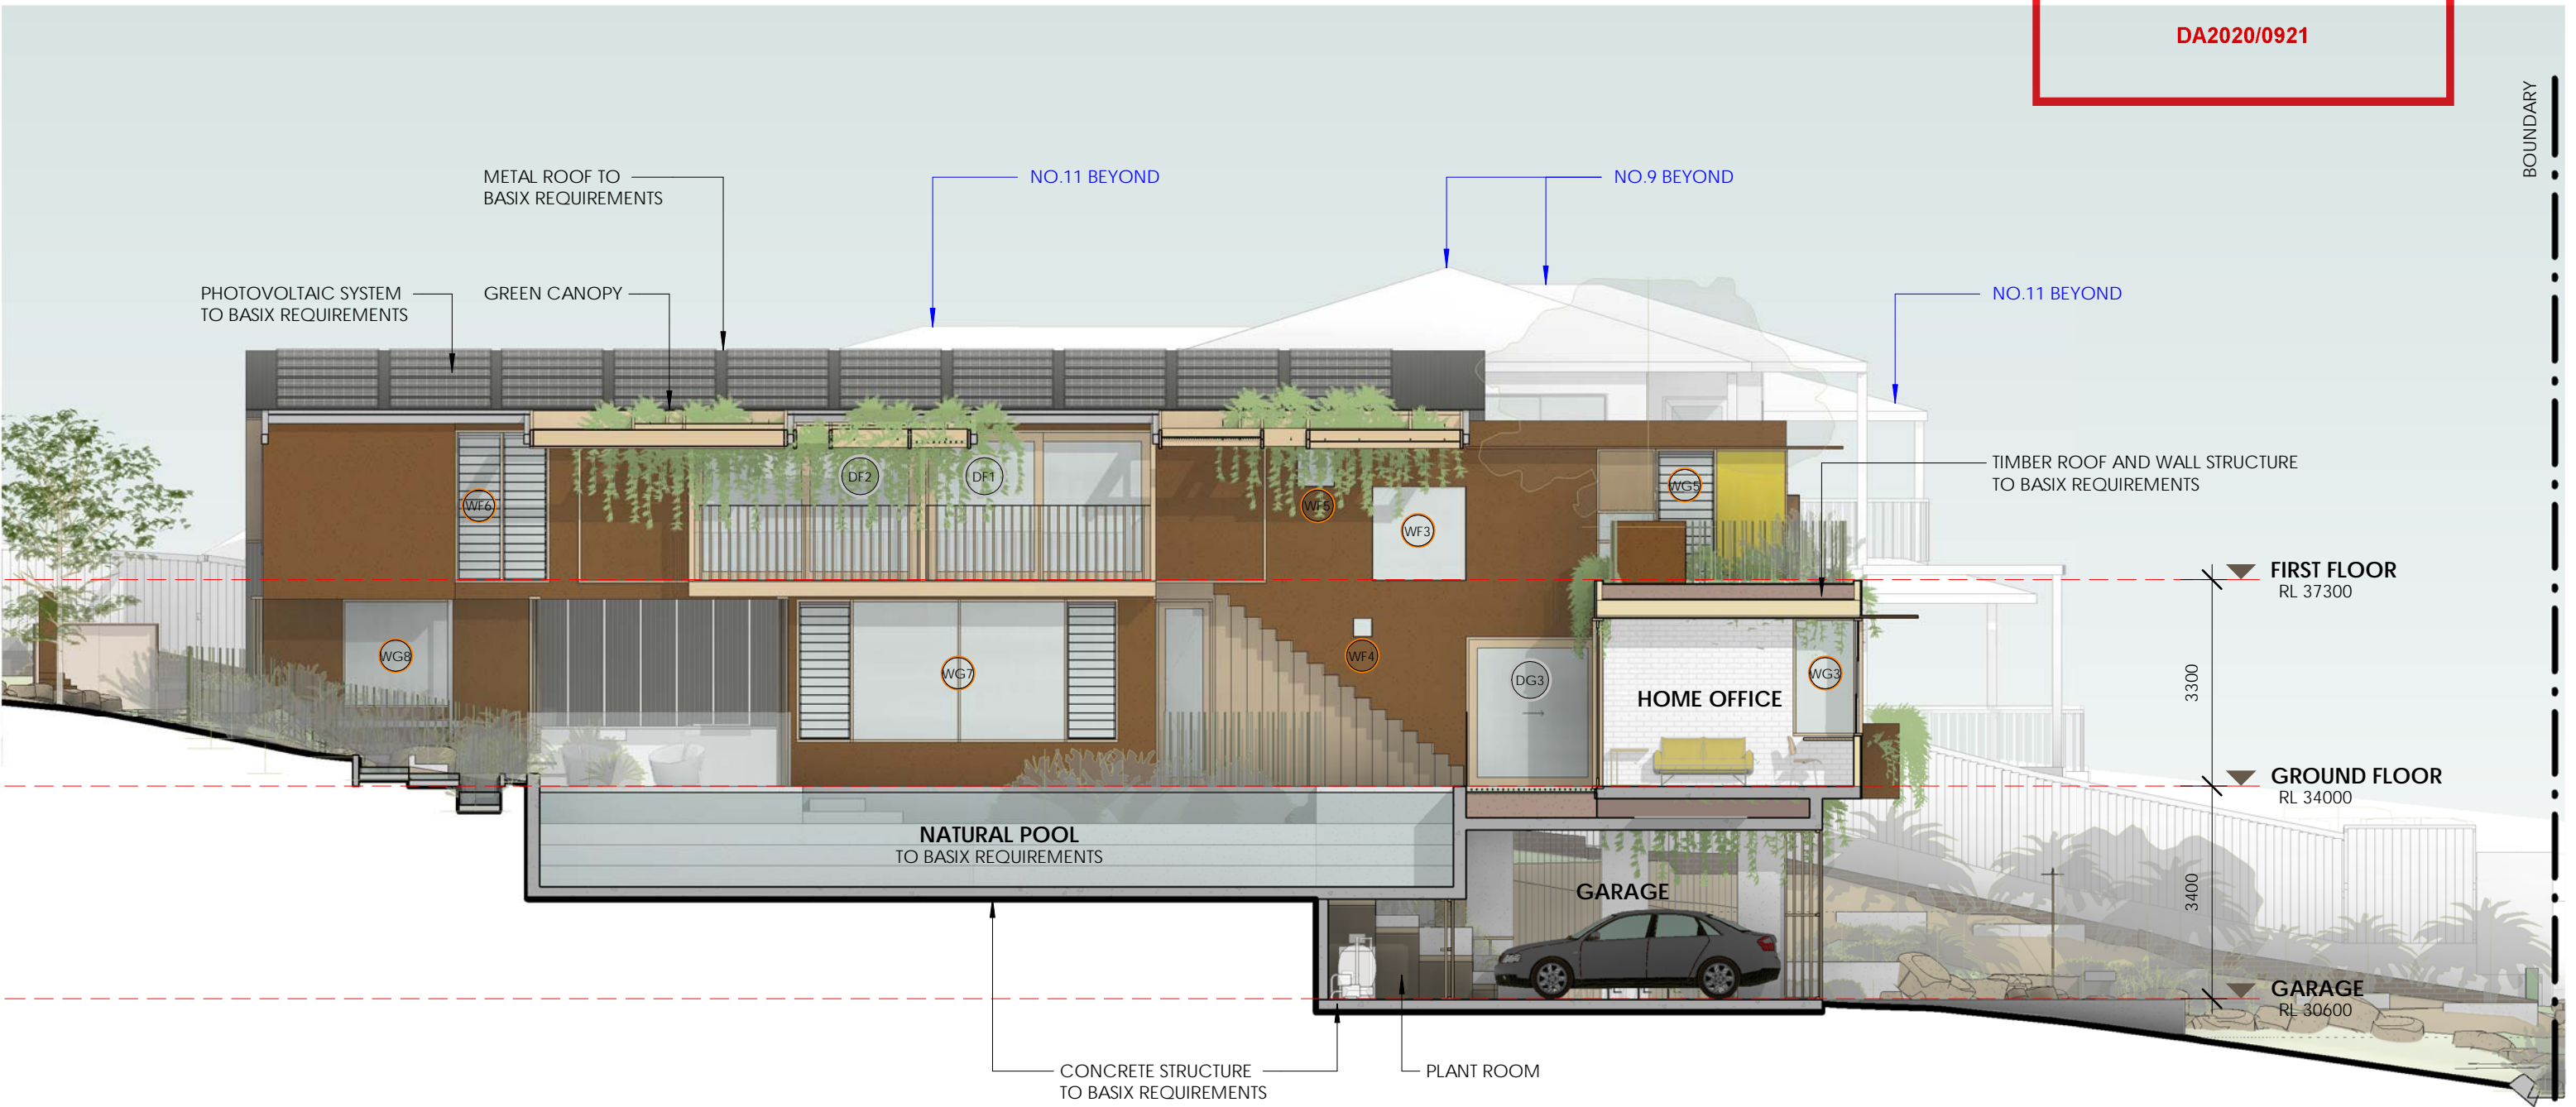 DA2020/0921
BOUNDARY
METAL ROOF TO
BASIX REQUIREMENTS
NO.11 BEYOND
NO.9 BEYOND
PHOTOVOLTAIC SYSTEM
TO BASIX REQUIREMENTS
GREEN CANOPY
NO.11 BEYOND
TIMBER ROOF AND WALL STRUCTURE
TO BASIX REQUIREMENTS
DF2
DF1
WG5
WF6
WF5
WF3
FIRST FLOOR
RL 37300
WG8
WG7
WF4
DG3
WG3
HOME OFFICE
3300
GROUND FLOOR
RL 34000
NATURAL POOL
TO BASIX REQUIREMENTS
GARAGE
3400
GARAGE
RL 30600
CONCRETE STRUCTURE
TO BASIX REQUIREMENTS
PLANT ROOM